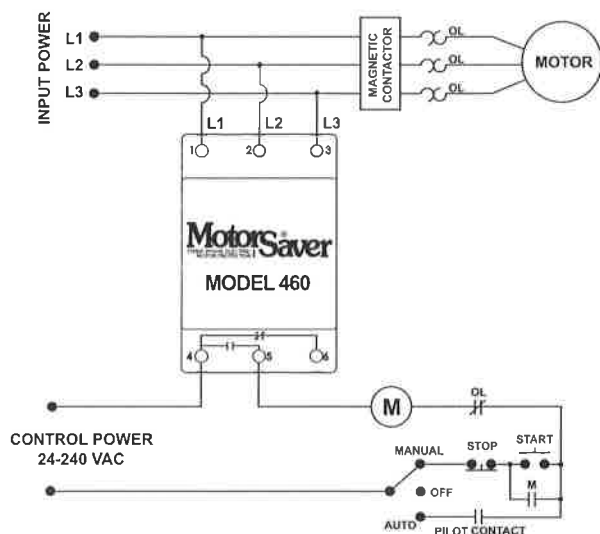 INPUT POWER
L1
L2
L3
MAGNETIC
CONTACTOR
OL
OL
OL
MOTOR
L1
L2
L3
1
2
3
MotorSaver®
MODEL 460
4
5
6
M
OL
CONTROL POWER
24-240 VAC
MANUAL
STOP
START
M
OFF
AUTO
PILOT CONTACT